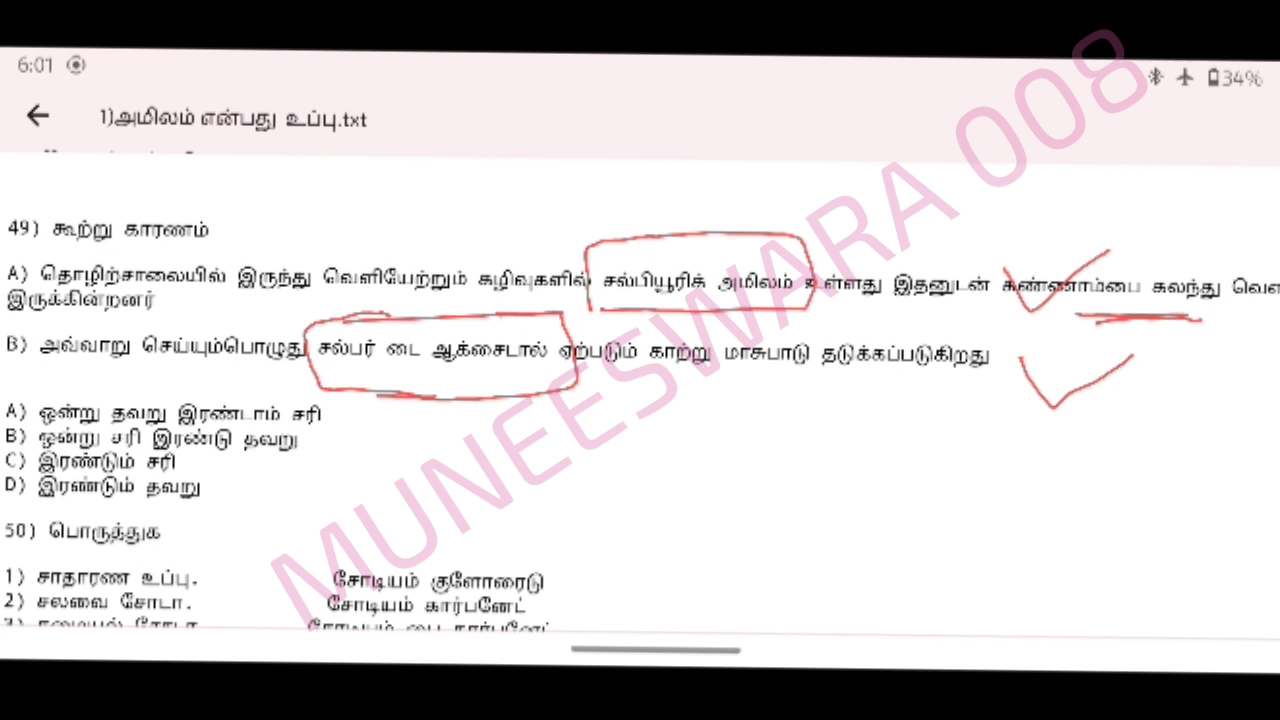 6:01
34%
1)அமிலம் என்பது உப்பு.txt
MUNEESWARA 008
49) கூற்று காரணம்
A) தொழிற்சாலையில் இருந்து வெளியேற்றும் கழிவுகளில் சல்பியூரிக் அமிலம் உள்ளது இதனுடன் சுண்ணாம்பை கலந்து
இருக்கின்றனர்
B) அவ்வாறு செய்யும்பொழுது சல்பர் டை ஆக்சைடால் ஏற்படும் காற்று மாசுபாடு தடுக்கப்படுகிறது
A) ஒன்று தவறு இரண்டாம் சரி
B) ஒன்று சரி இரண்டு தவறு
C) இரண்டும் சரி
D) இரண்டும் தவறு
50) பொருத்துக
1) சாதாரண உப்பு. சோடியம் குளோரைடு
2) சலவை சோடா. சோடியம் கார்பனேட்